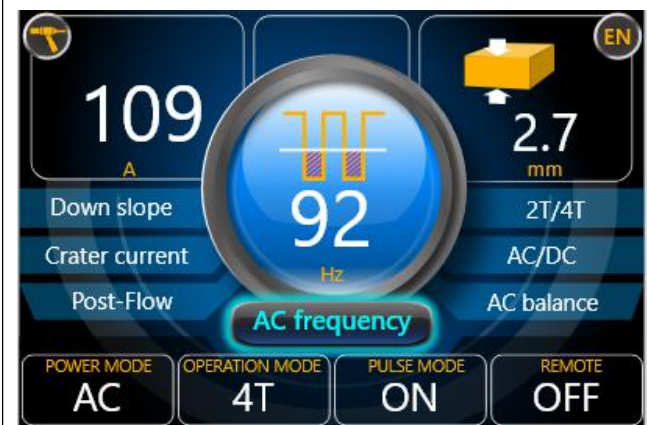 EN
109
A
2.7
mm
92
Hz
Down slope
Crater current
Post-Flow
2T/4T
AC/DC
AC balance
AC frequency
POWER MODE
AC
OPERATION MODE
4T
PULSE MODE
ON
REMOTE
OFF